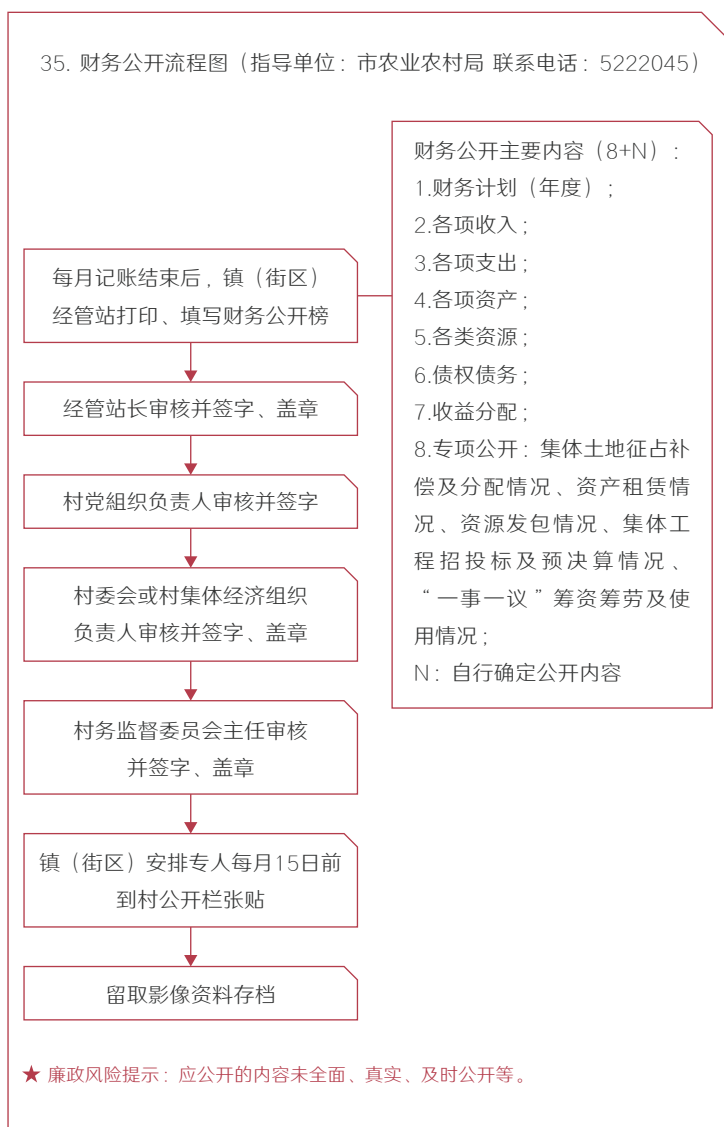 35. 财务公开流程图（指导单位：市农业农村局 联系电话：5222045）
每月记账结束后，镇（街区）
经管站打印、填写财务公开榜
经管站长审核并签字、盖章
村党组织负责人审核并签字
村委会或村集体经济组织
负责人审核并签字、盖章
村务监督委员会主任审核
并签字、盖章
镇（街区）安排专人每月15日前
到村公开栏张贴
留取影像资料存档
财务公开主要内容（8+N）：
1.财务计划（年度）；
2.各项收入；
3.各项支出；
4.各项资产；
5.各类资源；
6.债权债务；
7.收益分配；
8.专项公开：集体土地征占补
偿及分配情况、资产租赁情
况、资源发包情况、集体工
程招投标及预决算情况、
“一事一议”筹资筹劳及使
用情况；
N：自行确定公开内容
★ 廉政风险提示：应公开的内容未全面、真实、及时公开等。